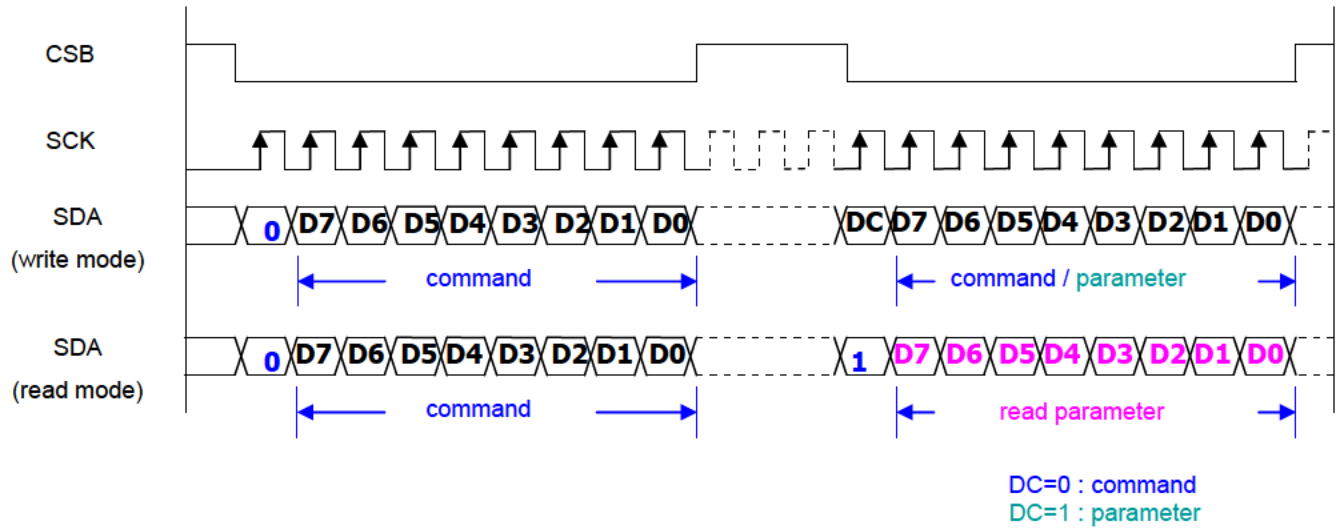 CSB
SCK
SDA 0 D7 D6 D5 D4 D3 D2 D1 D0 DC D7 D6 D5 D4 D3 D2 D1 D0
(write mode)
command command / parameter
SDA 0 D7 D6 D5 D4 D3 D2 D1 D0 1 D7 D6 D5 D4 D3 D2 D1 D0
(read mode)
command read parameter
DC=0 : command
DC=1 : parameter